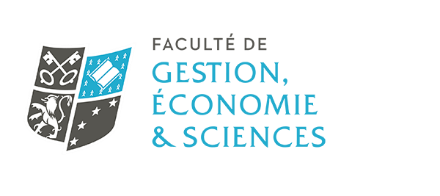 FACULTÉ DE
GESTION,
ÉCONOMIE
& SCIENCES